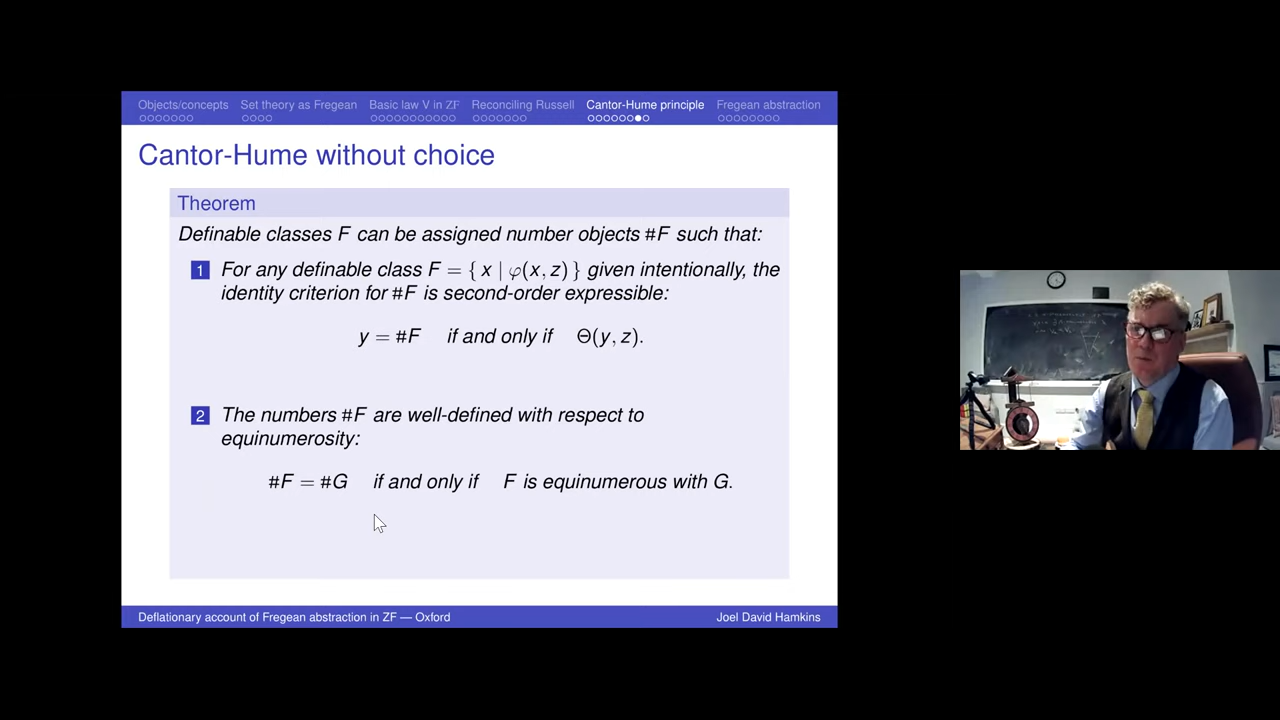 Objects/concepts Set theory as Fregean Basic law V in ZF Reconciling Russell Cantor-Hume principle Fregean abstraction
Cantor-Hume without choice
Theorem
Definable classes F can be assigned number objects #F such that:
1 For any definable class F = { x | φ(x, z) } given intentionally, the
identity criterion for #F is second-order expressible:
y = #F if and only if Θ(y, z).
2 The numbers #F are well-defined with respect to
equinumerosity:
#F = #G if and only if F is equinumerous with G.
Deflationary account of Fregean abstraction in ZF — Oxford Joel David Hamkins